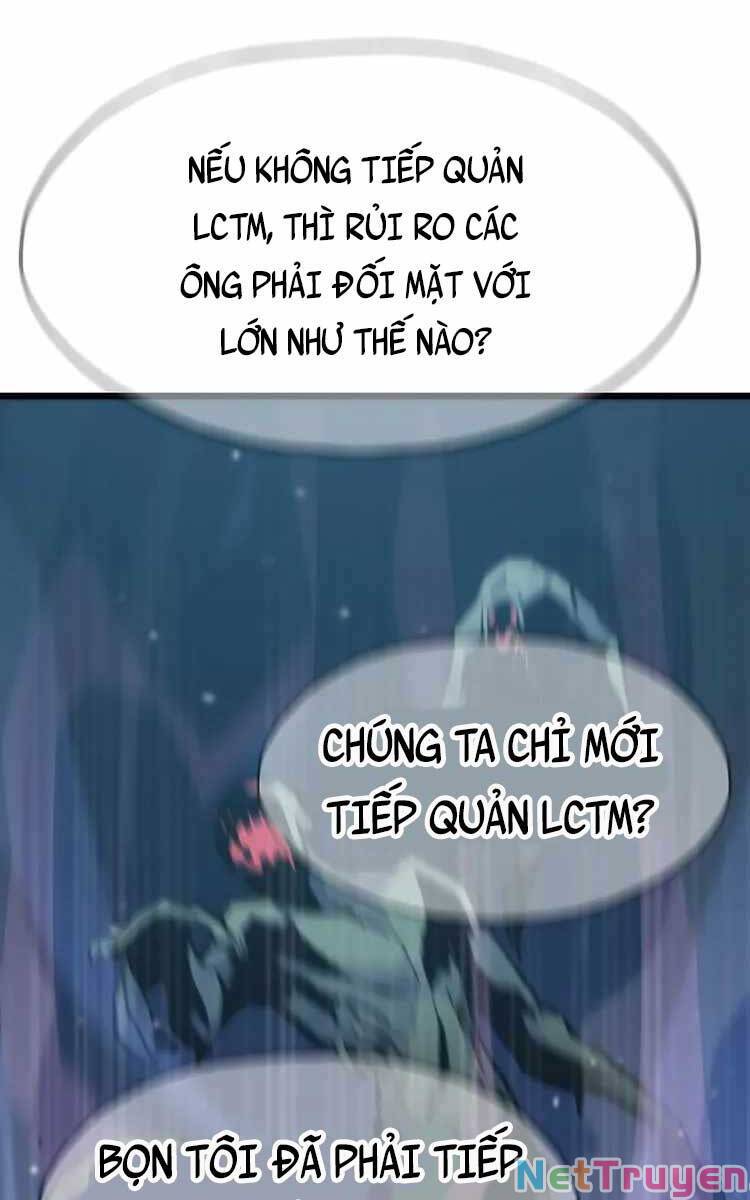 NẾU KHÔNG TIẾP QUẢN
LCTM, THÌ RỦI RO CÁC
ÔNG PHẢI ĐỐI MẶT VỚI
LỚN NHƯ THẾ NÀO?
CHÚNG TA CHỈ MỚI
TIẾP QUẢN LCTM?
BỌN TÔI ĐÃ PHẢI TIẾP
NetTruyen